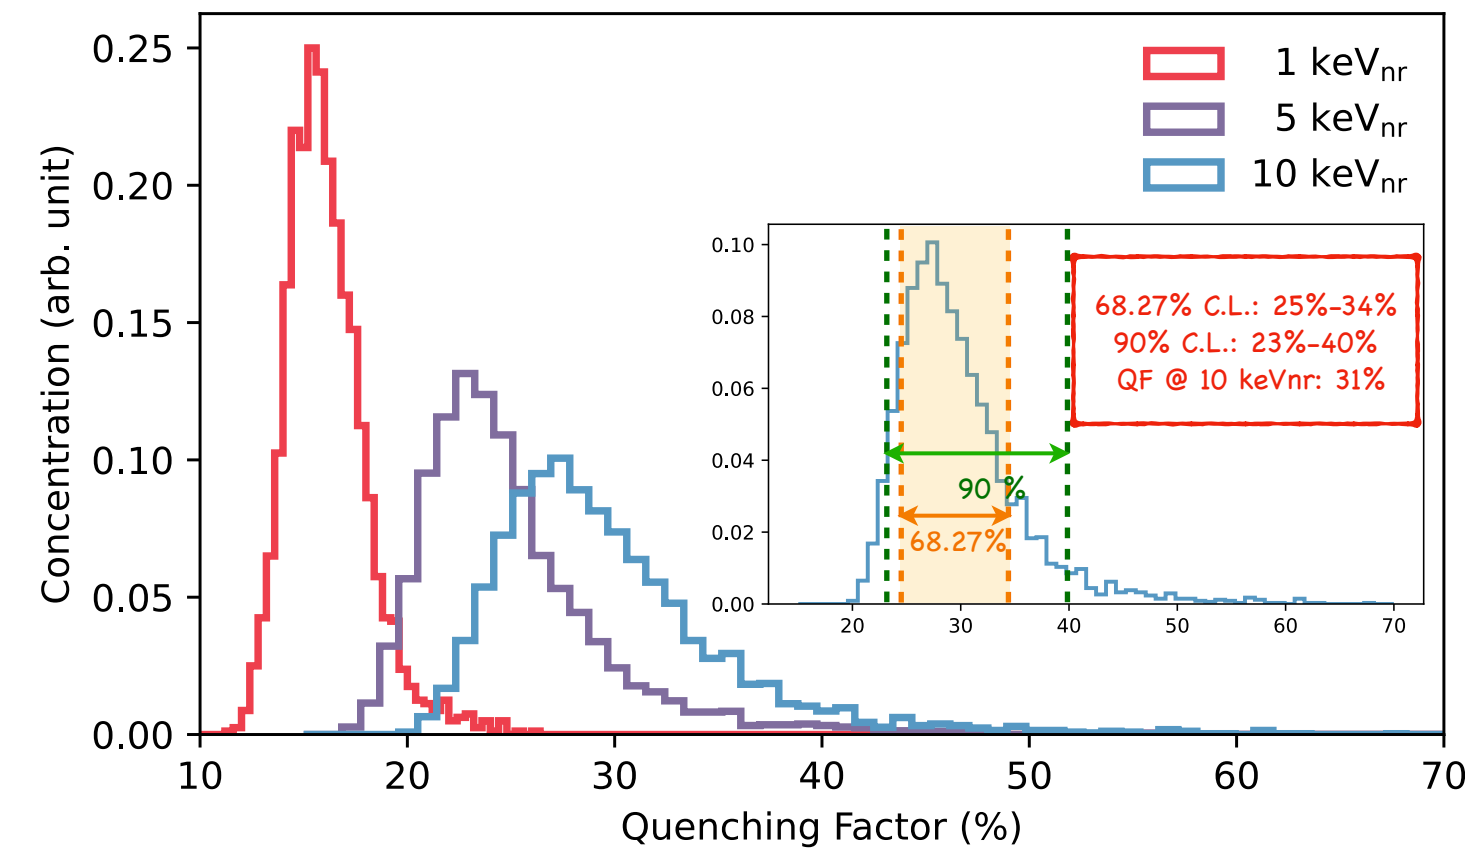 0.25
0.20
0.15
0.10
0.05
0.00
Concentration (arb. unit)
10 20 30 40 50 60 70
Quenching Factor (%)
1 keVnr
5 keVnr
10 keVnr
0.10
0.08
0.06
0.04
0.02
0.00
20 30 40 50 60 70
90 %
68.27%
68.27% C.L.: 25%-34%
90% C.L.: 23%-40%
QF @ 10 keVnr: 31%